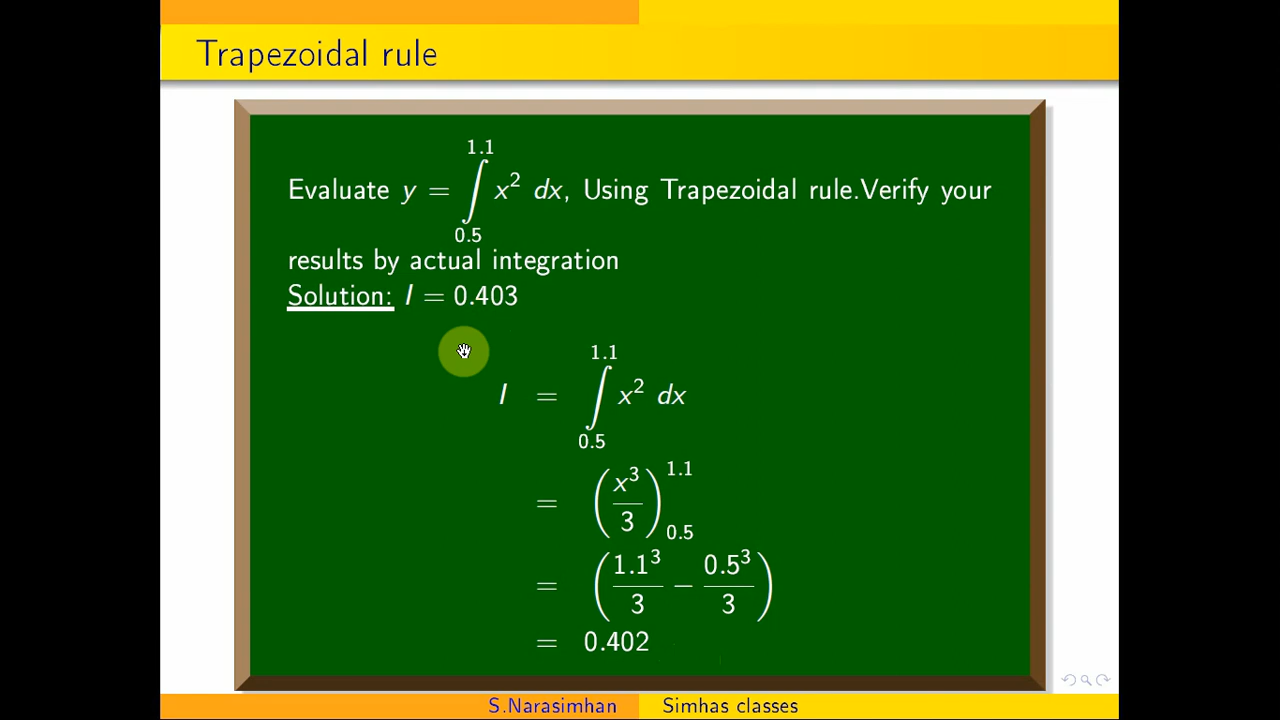 Trapezoidal rule
1.1
Evaluate y = ∫ x² dx, Using Trapezoidal rule.Verify your
0.5
results by actual integration
Solution: I = 0.403
1.1
I = ∫ x² dx
0.5
= (x³/3) 1.1 0.5
= (1.1³/3 − 0.5³/3)
= 0.402
S.Narasimhan Simhas classes